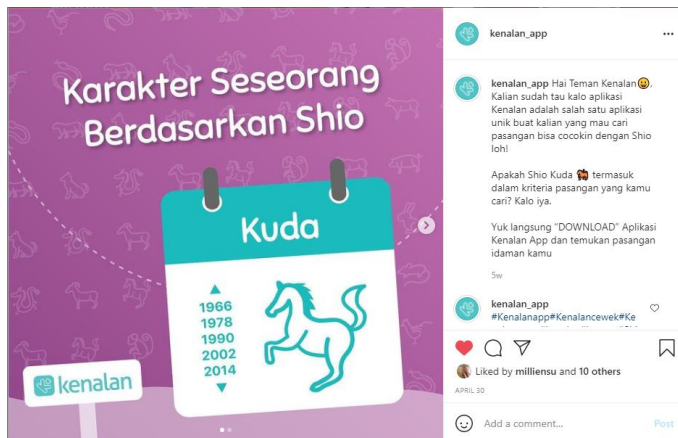 Karakter Seseorang
Berdasarkan Shio
Kuda
1966
1978
1990
2002
2014
kenalan
kenalan_app
kenalan_app Hai Teman Kenalan😀,
Kalian sudah tau kalo aplikasi
Kenalan adalah salah satu aplikasi
unik buat kalian yang mau cari
pasangan bisa cocokin dengan Shio
loh!
Apakah Shio Kuda 🐎 termasuk
dalam kriteria pasangan yang kamu
cari? Kalo iya.
Yuk langsung "DOWNLOAD" Aplikasi
Kenalan App dan temukan pasangan
idaman kamu
5w
kenalan_app
#Kenalanapp#Kenalancewek#Ke
Liked by milliensu and 10 others
APRIL 30
Add a comment...
Post